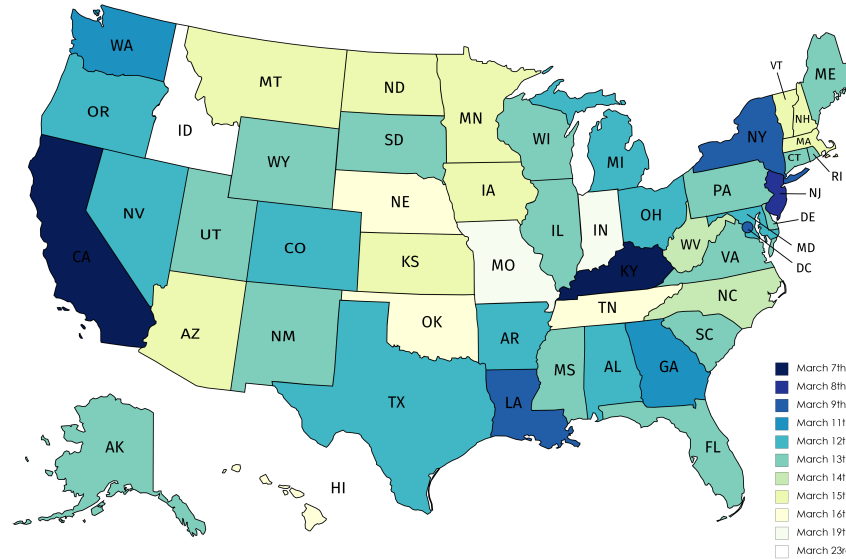 WA
MT
ND
MN
VT
ME
OR
ID
WY
SD
WI
MI
NY
NH
MA
CT
RI
NV
UT
CO
NE
IA
IL
IN
OH
PA
NJ
DE
CA
KS
MO
KY
WV
VA
MD
DC
AZ
NM
OK
AR
TN
NC
SC
TX
LA
MS
AL
GA
FL
AK
HI
March 7th
March 8th
March 9th
March 11th
March 12th
March 13th
March 14th
March 15th
March 16th
March 19th
March 23rd